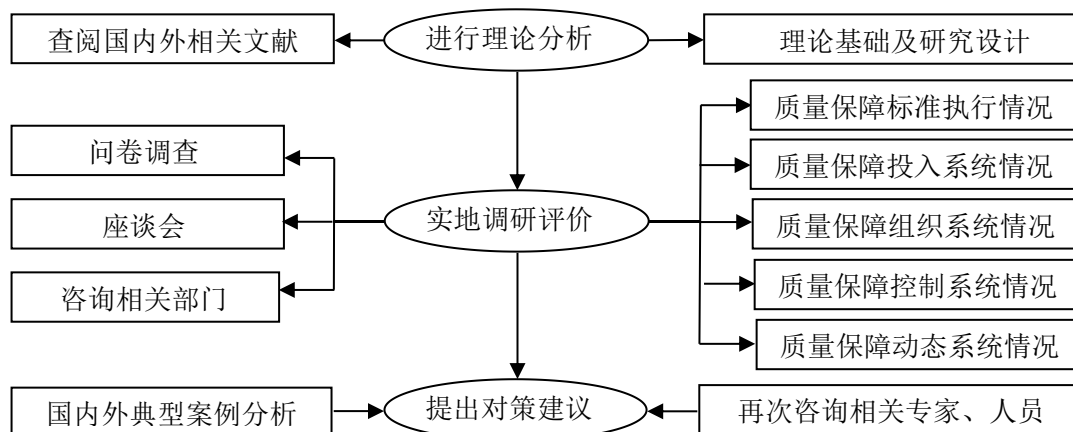 查阅国内外相关文献
进行理论分析
理论基础及研究设计
质量保障标准执行情况
问卷调查
质量保障投入系统情况
座谈会
实地调研评价
质量保障组织系统情况
咨询相关部门
质量保障控制系统情况
质量保障动态系统情况
国内外典型案例分析
提出对策建议
再次咨询相关专家、人员